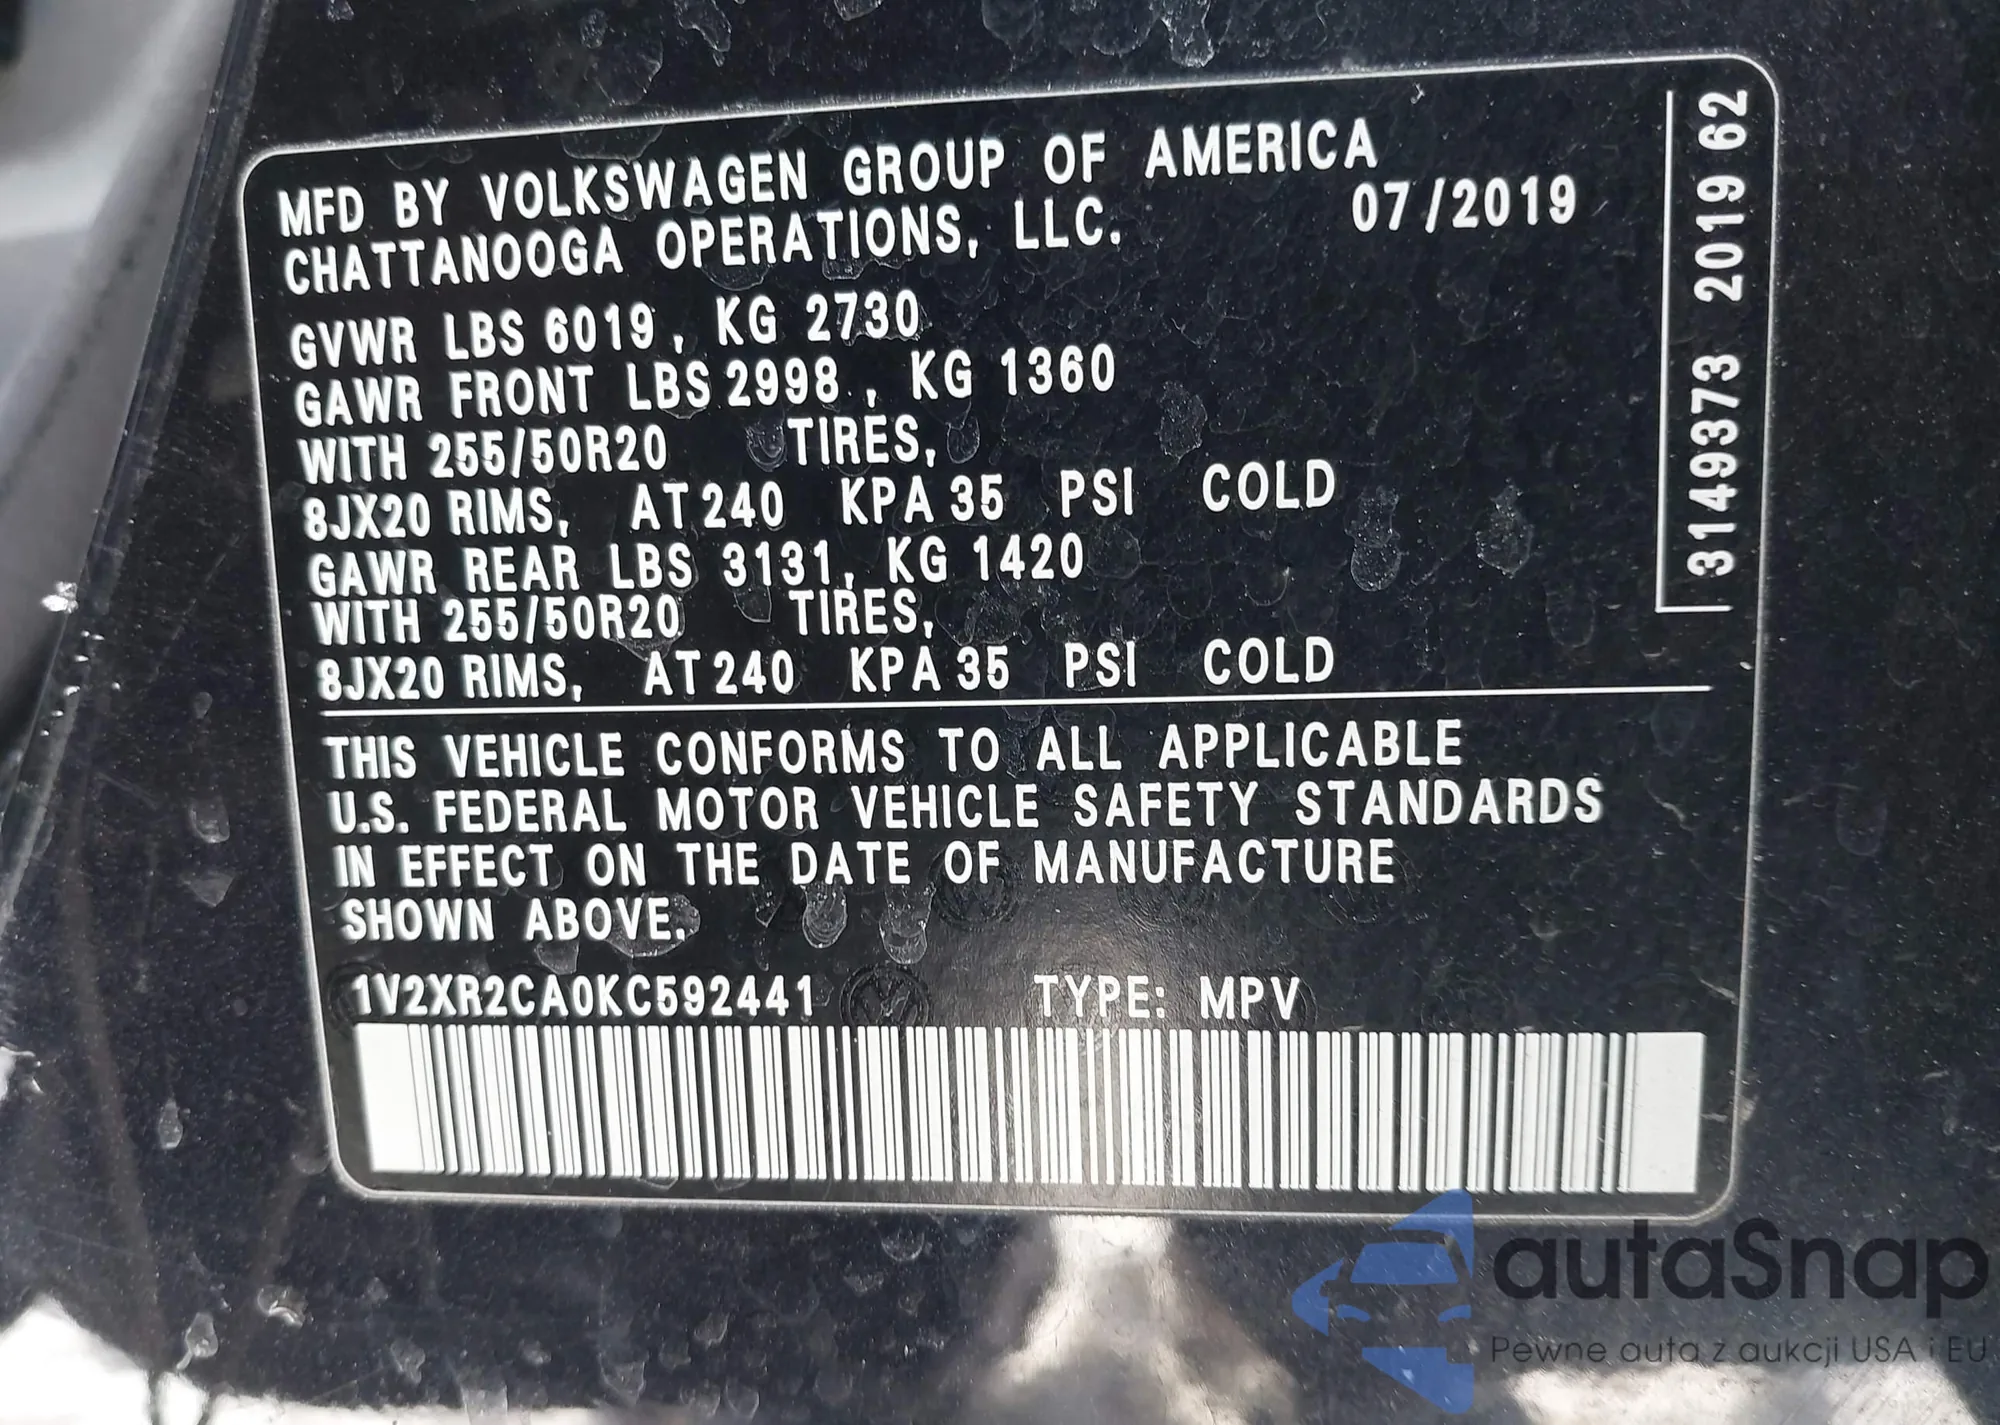 MFD BY VOLKSWAGEN GROUP OF AMERICA
CHATTANOOGA OPERATIONS, LLC. 07/2019
GVWR LBS 6019, KG 2730
GAWR FRONT LBS 2998, KG 1360
WITH 255/50R20 TIRES,
8JX20 RIMS, AT 240 KPA 35 PSI COLD
GAWR REAR LBS 3131, KG 1420
WITH 255/50R20 TIRES,
8JX20 RIMS, AT 240 KPA 35 PSI COLD
THIS VEHICLE CONFORMS TO ALL APPLICABLE
U.S. FEDERAL MOTOR VEHICLE SAFETY STANDARDS
IN EFFECT ON THE DATE OF MANUFACTURE
SHOWN ABOVE.
1V2XR2CA0KC592441 TYPE: MPV
3149373 2019 62
autaSnap
Pewne auta z aukcji USA i EU